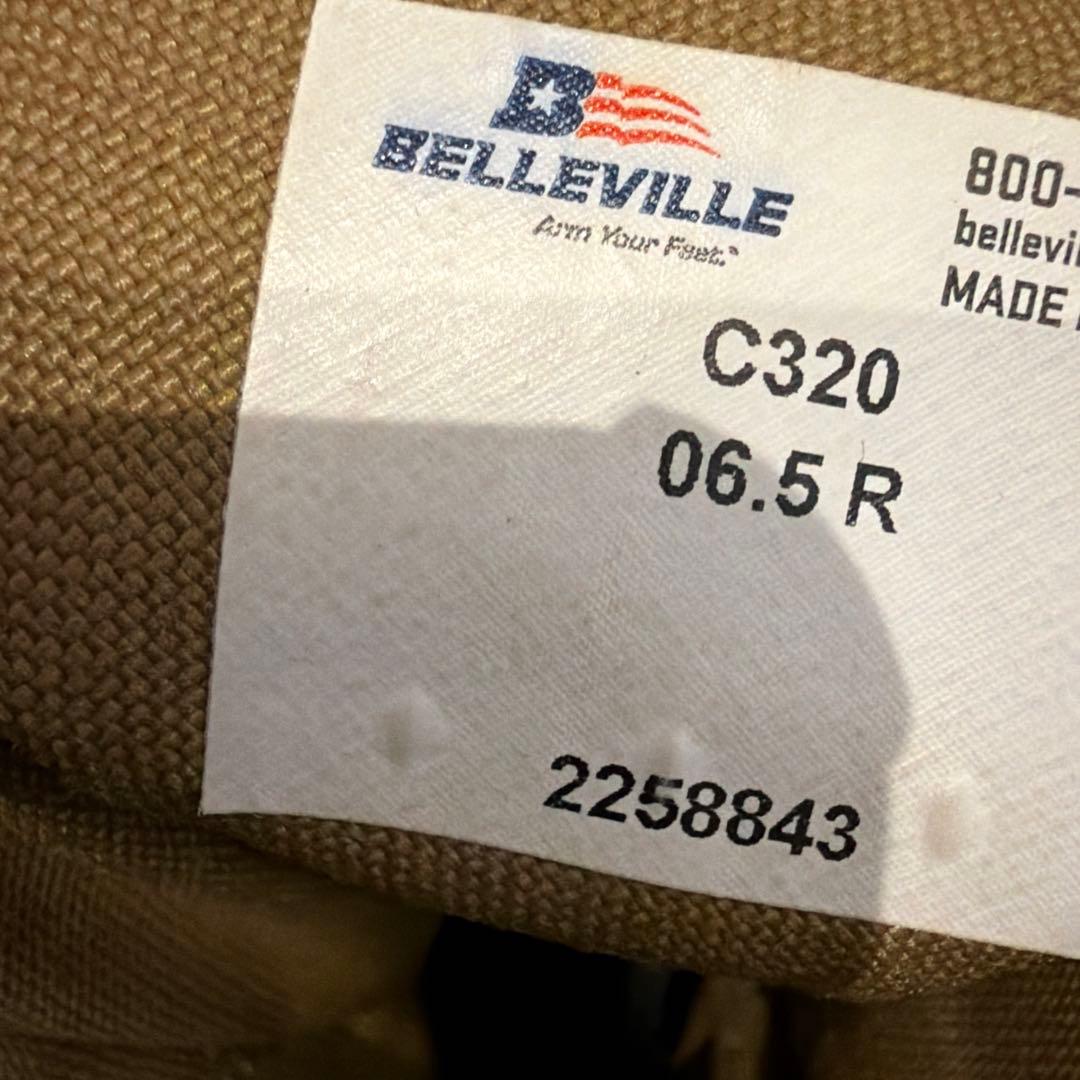 B
BELLEVILLE
Arm Your Feet.®
800-
bellevi
MADE
C320
06.5 R
2258843